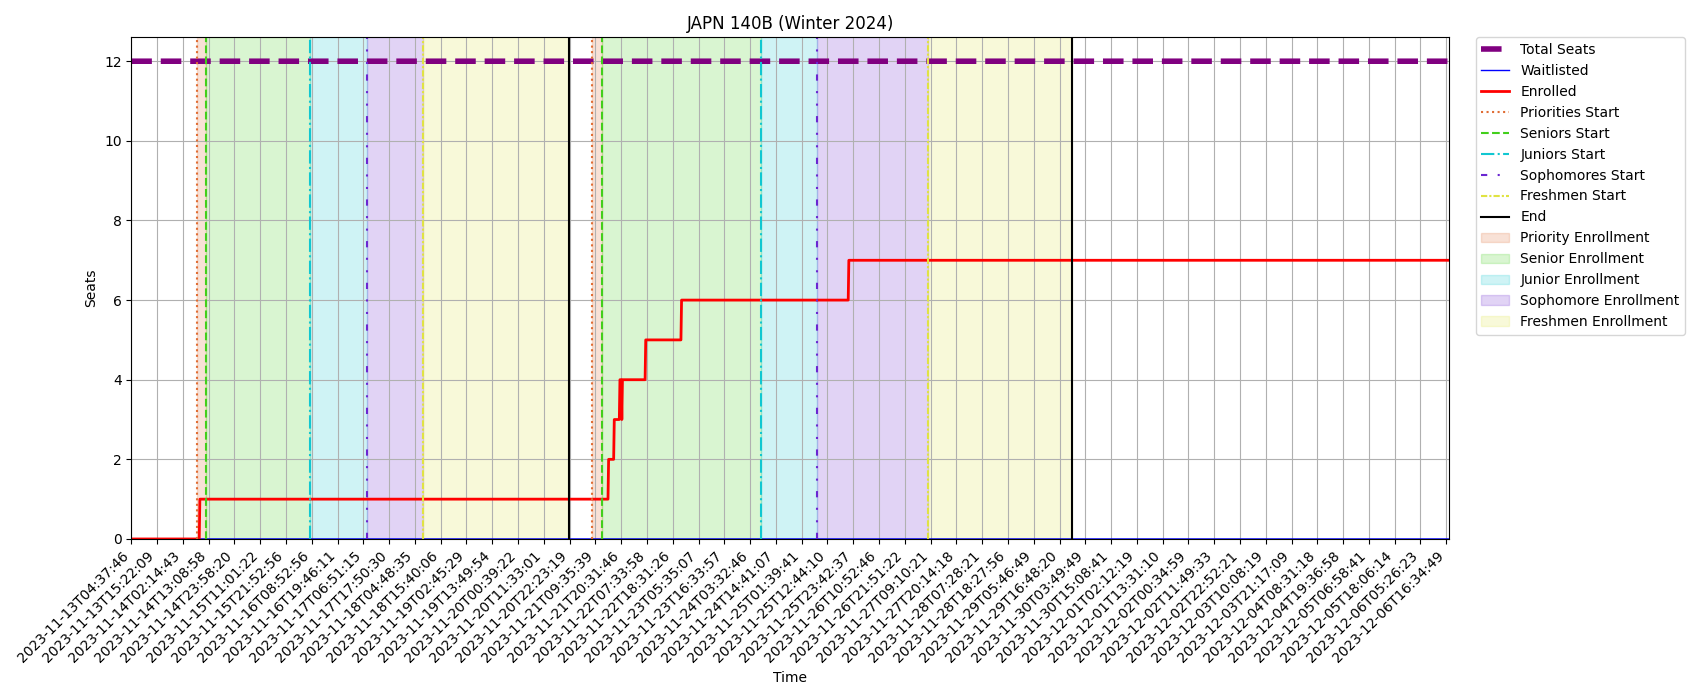 JAPN 140B (Winter 2024)
Seats
12
10
8
6
4
2
0
2023-11-13T04:37:46
2023-11-13T15:22:09
2023-11-14T02:14:43
2023-11-14T13:08:58
2023-11-14T23:58:20
2023-11-15T11:01:22
2023-11-15T21:52:56
2023-11-16T08:52:56
2023-11-16T19:46:11
2023-11-17T06:51:15
2023-11-17T17:50:30
2023-11-18T04:48:35
2023-11-18T15:40:06
2023-11-19T02:45:29
2023-11-19T13:49:54
2023-11-20T00:39:22
2023-11-20T11:33:01
2023-11-20T22:23:19
2023-11-21T09:35:39
2023-11-21T20:31:46
2023-11-22T07:33:58
2023-11-22T18:31:26
2023-11-23T05:35:07
2023-11-23T16:33:57
2023-11-24T03:32:46
2023-11-24T14:41:07
2023-11-25T01:39:41
2023-11-25T12:44:10
2023-11-25T23:42:37
2023-11-26T10:52:46
2023-11-26T21:51:22
2023-11-27T09:10:21
2023-11-27T20:14:18
2023-11-28T07:28:21
2023-11-28T18:27:56
2023-11-29T05:46:49
2023-11-29T16:48:20
2023-11-30T03:49:49
2023-11-30T15:08:41
2023-12-01T02:12:19
2023-12-01T13:31:10
2023-12-02T00:34:59
2023-12-02T11:49:33
2023-12-02T22:52:21
2023-12-03T10:08:19
2023-12-03T21:17:09
2023-12-04T08:31:18
2023-12-04T19:36:58
2023-12-05T06:58:41
2023-12-05T18:06:14
2023-12-06T05:26:23
2023-12-06T16:34:49
Time
Total Seats
Waitlisted
Enrolled
Priorities Start
Seniors Start
Juniors Start
Sophomores Start
Freshmen Start
End
Priority Enrollment
Senior Enrollment
Junior Enrollment
Sophomore Enrollment
Freshmen Enrollment